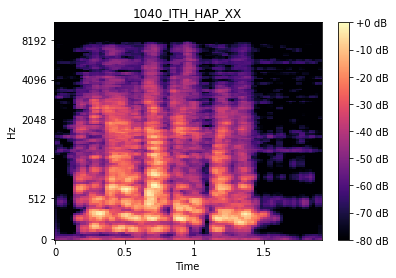 1040_ITH_HAP_XX
8192
4096
2048
1024
512
0
Hz
0
0.5
1
1.5
Time
+0 dB
-10 dB
-20 dB
-30 dB
-40 dB
-50 dB
-60 dB
-70 dB
-80 dB